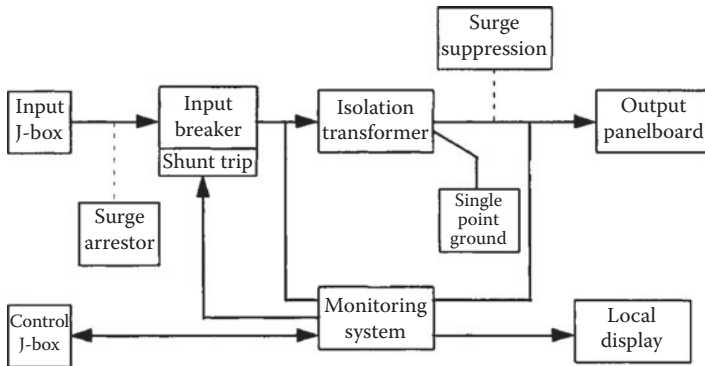 Surge
suppression
Input
J-box
Input
breaker
Shunt trip
Isolation
transformer
Output
panelboard
Surge
arrestor
Single
point
ground
Control
J-box
Monitoring
system
Local
display